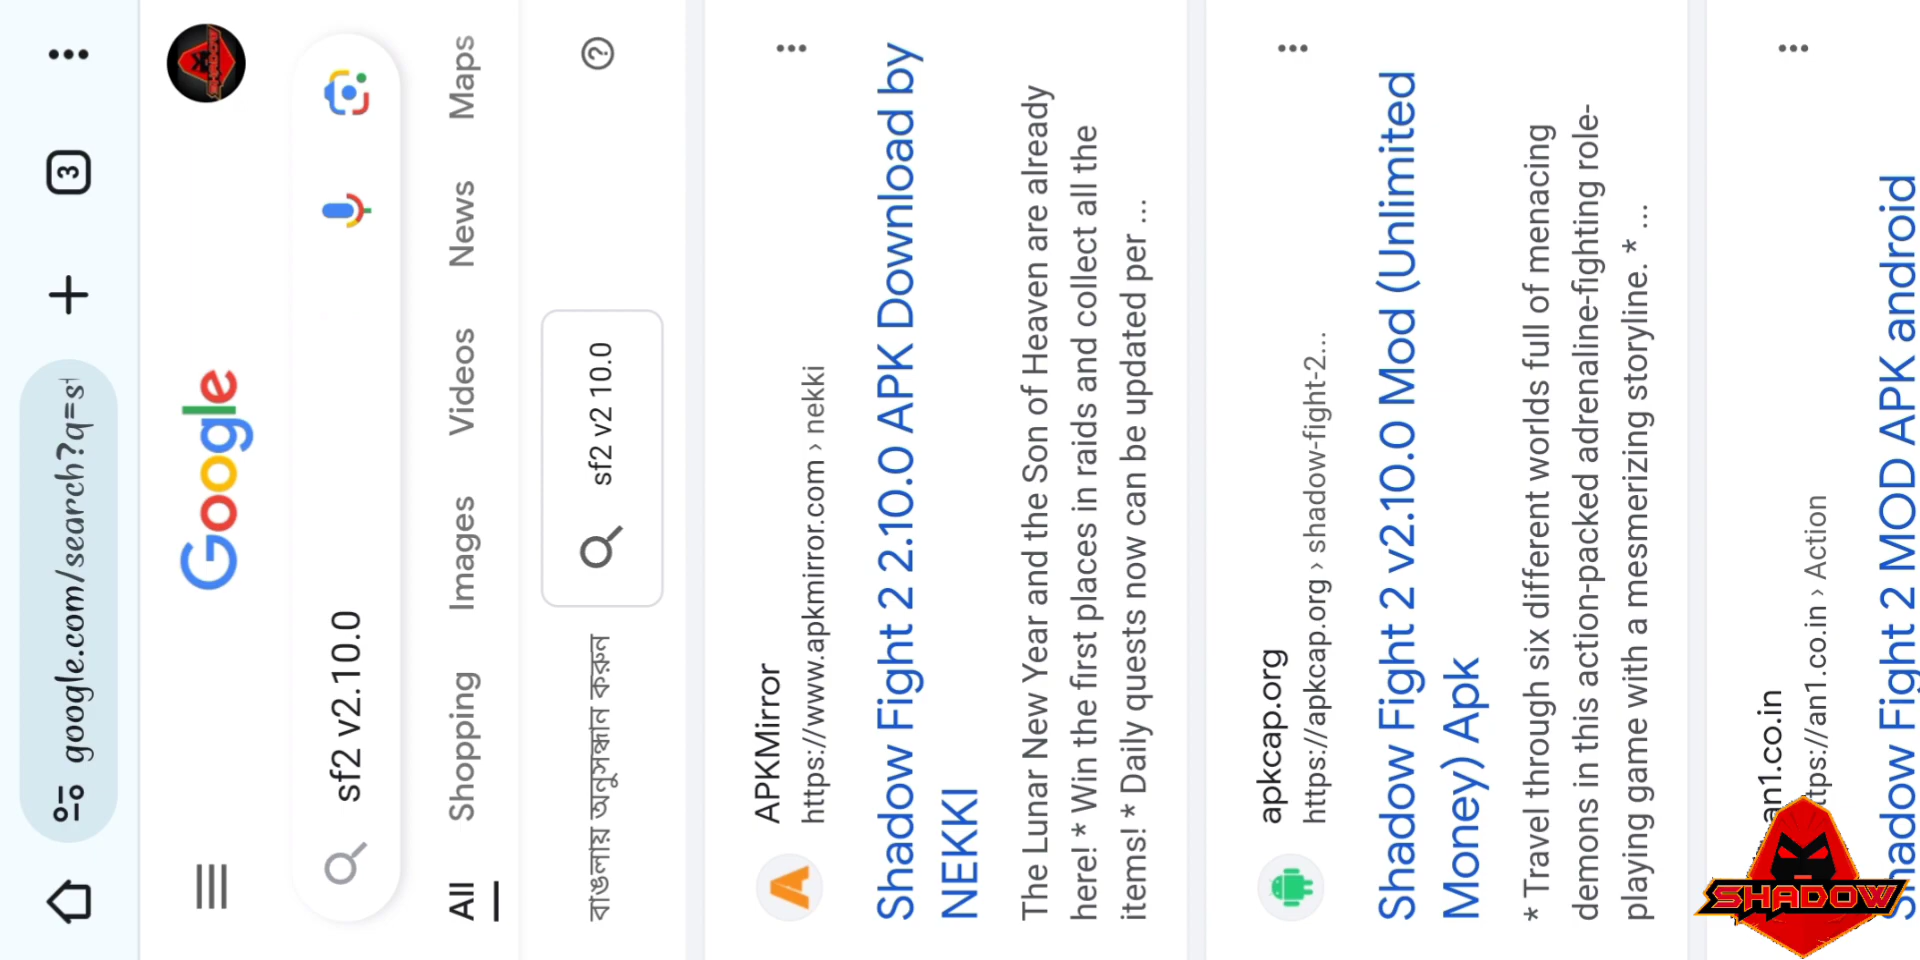 google.com/search?q=s
3
Google
SHADOW
sf2 v2.10.0
All Shopping Images Videos News Maps
বাঙলায় অনুসন্ধান করুন
sf2 v2 10.0
APKMirror
https://www.apkmirror.com › nekki
Shadow Fight 2 2.10.0 APK Download by
NEKKI
The Lunar New Year and the Son of Heaven are already
here! * Win the first places in raids and collect all the
items! * Daily quests now can be updated per ...
apkcap.org
https://apkcap.org › shadow-fight-2...
Shadow Fight 2 v2.10.0 Mod (Unlimited
Money) Apk
* Travel through six different worlds full of menacing
demons in this action-packed adrenaline-fighting role-
playing game with a mesmerizing storyline. * ...
an1.co.in
ttps://an1.co.in › Action
Shadow Fight 2 MOD APK android
SHADOW